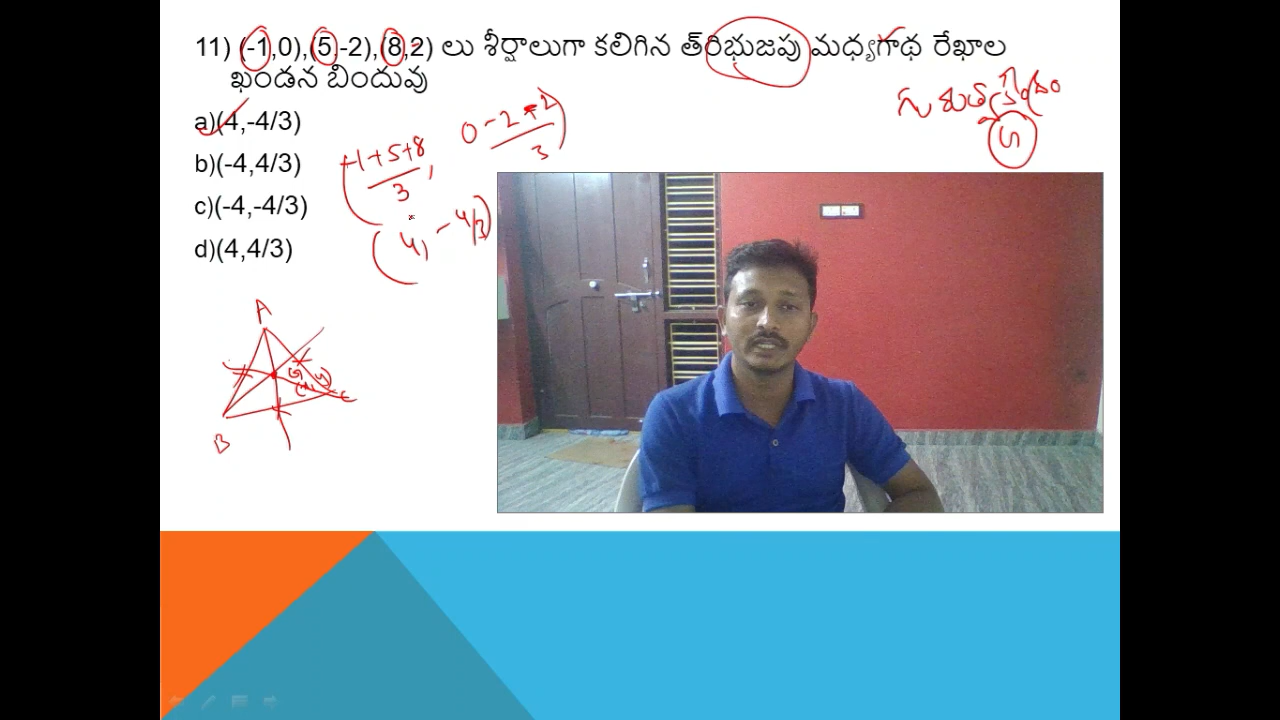 11) (-1,0),(5,-2),(8,2) లు శీర్షాలుగా కలిగిన త్రిభుజపు మధ్యగాథ రేఖాల
ఖండన బిందువు
a)(4,-4/3)
b)(-4,4/3)
c)(-4,-4/3)
d)(4,4/3)
గురుత్వకేంద్రం
G
(-1+5+8/3, 0-2-2/3)
(4, -4/3)
A
B
C